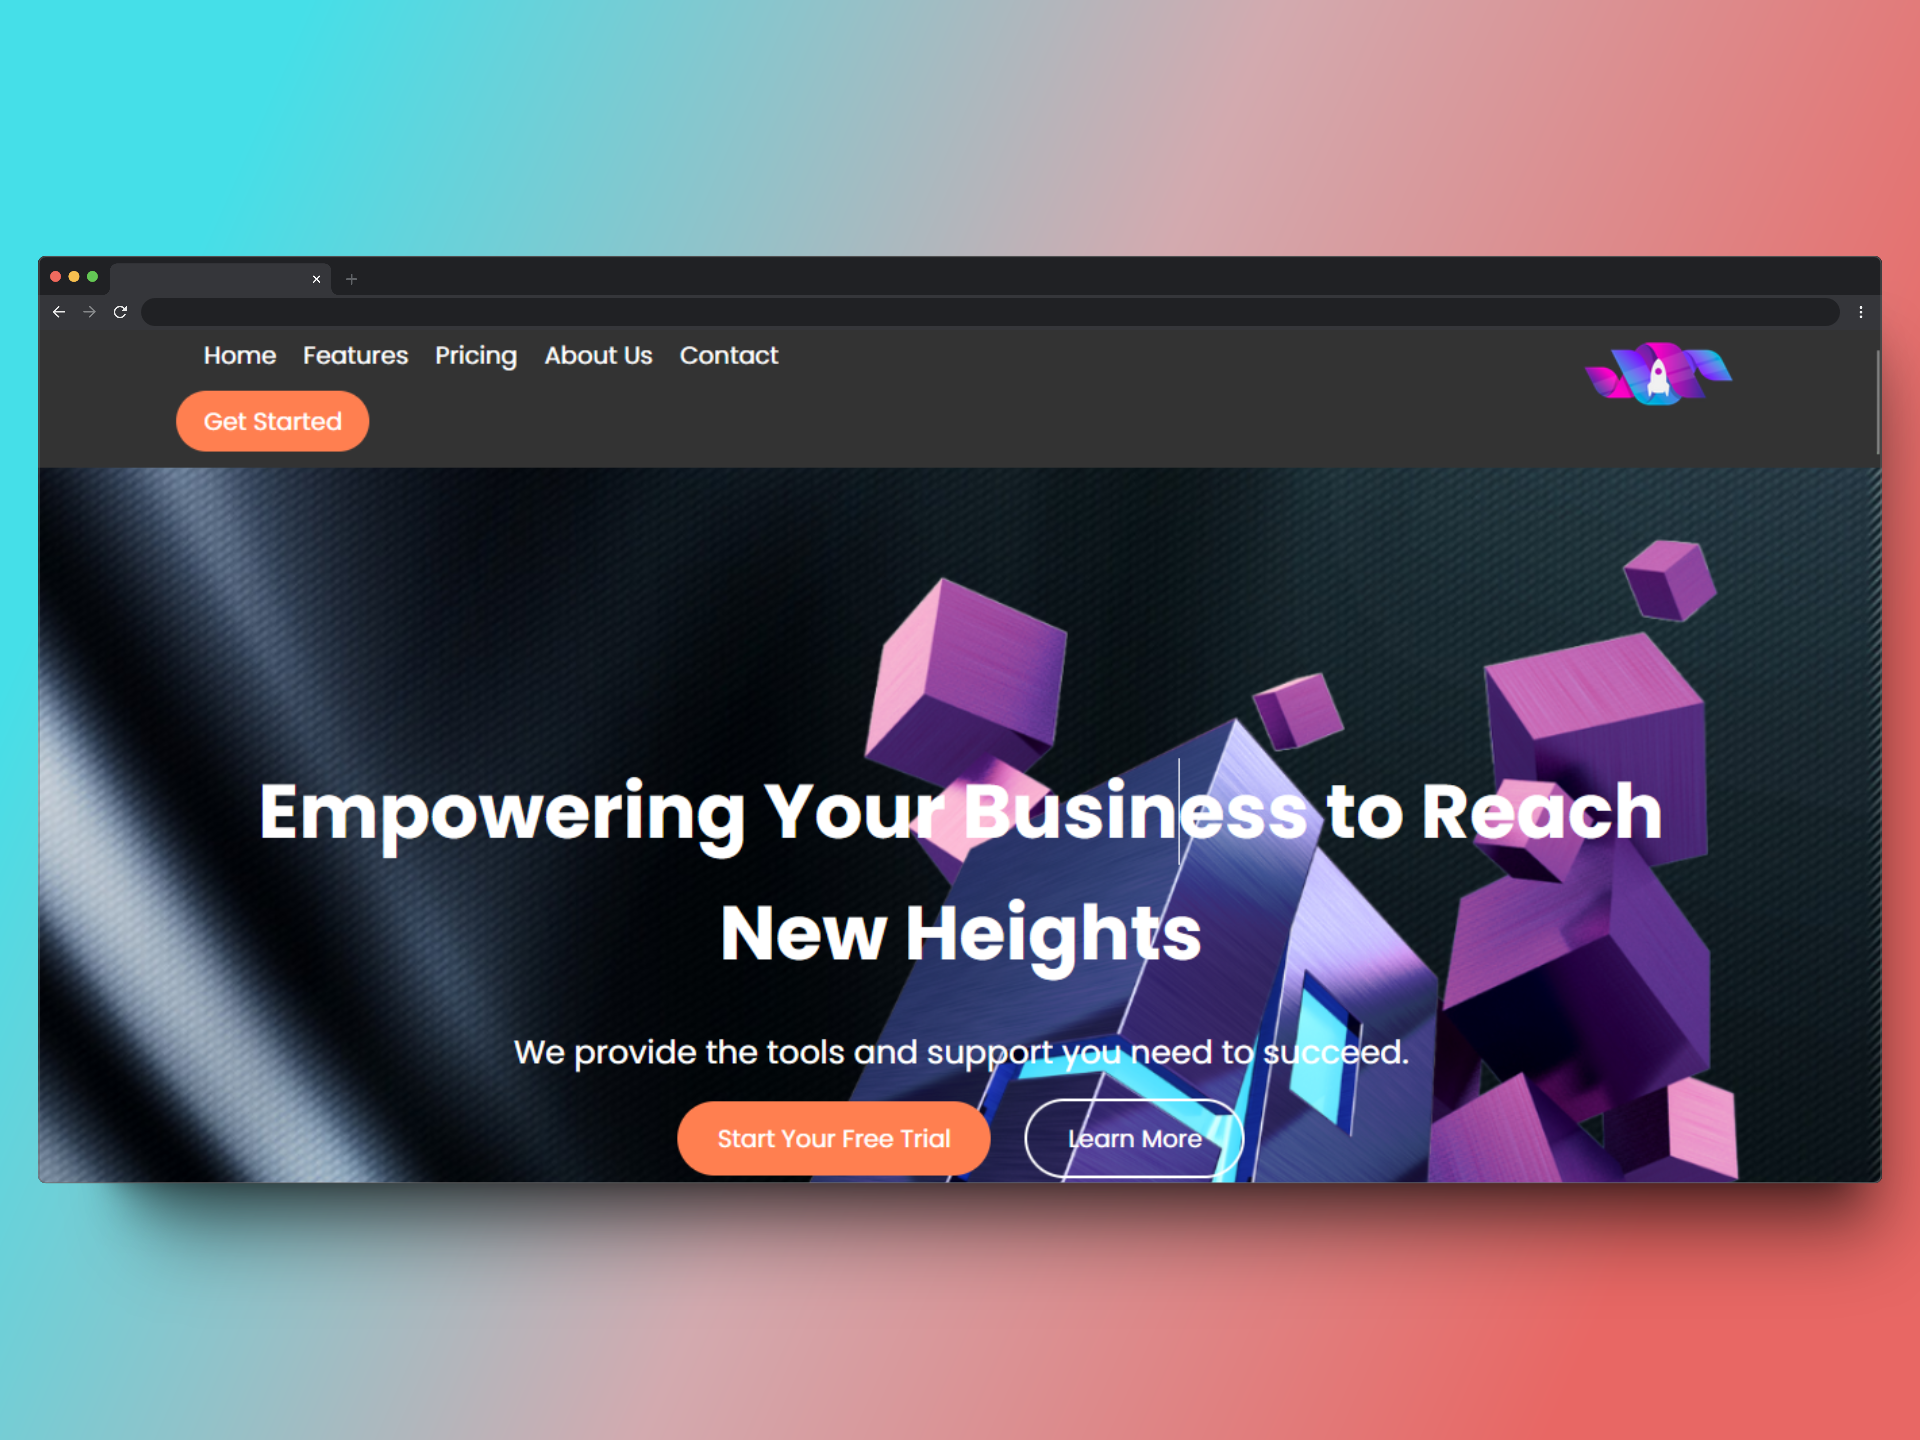 Home Features Pricing About Us Contact
Get Started
Empowering Your Business to Reach
New Heights
We provide the tools and support you need to succeed.
Start Your Free Trial Learn More